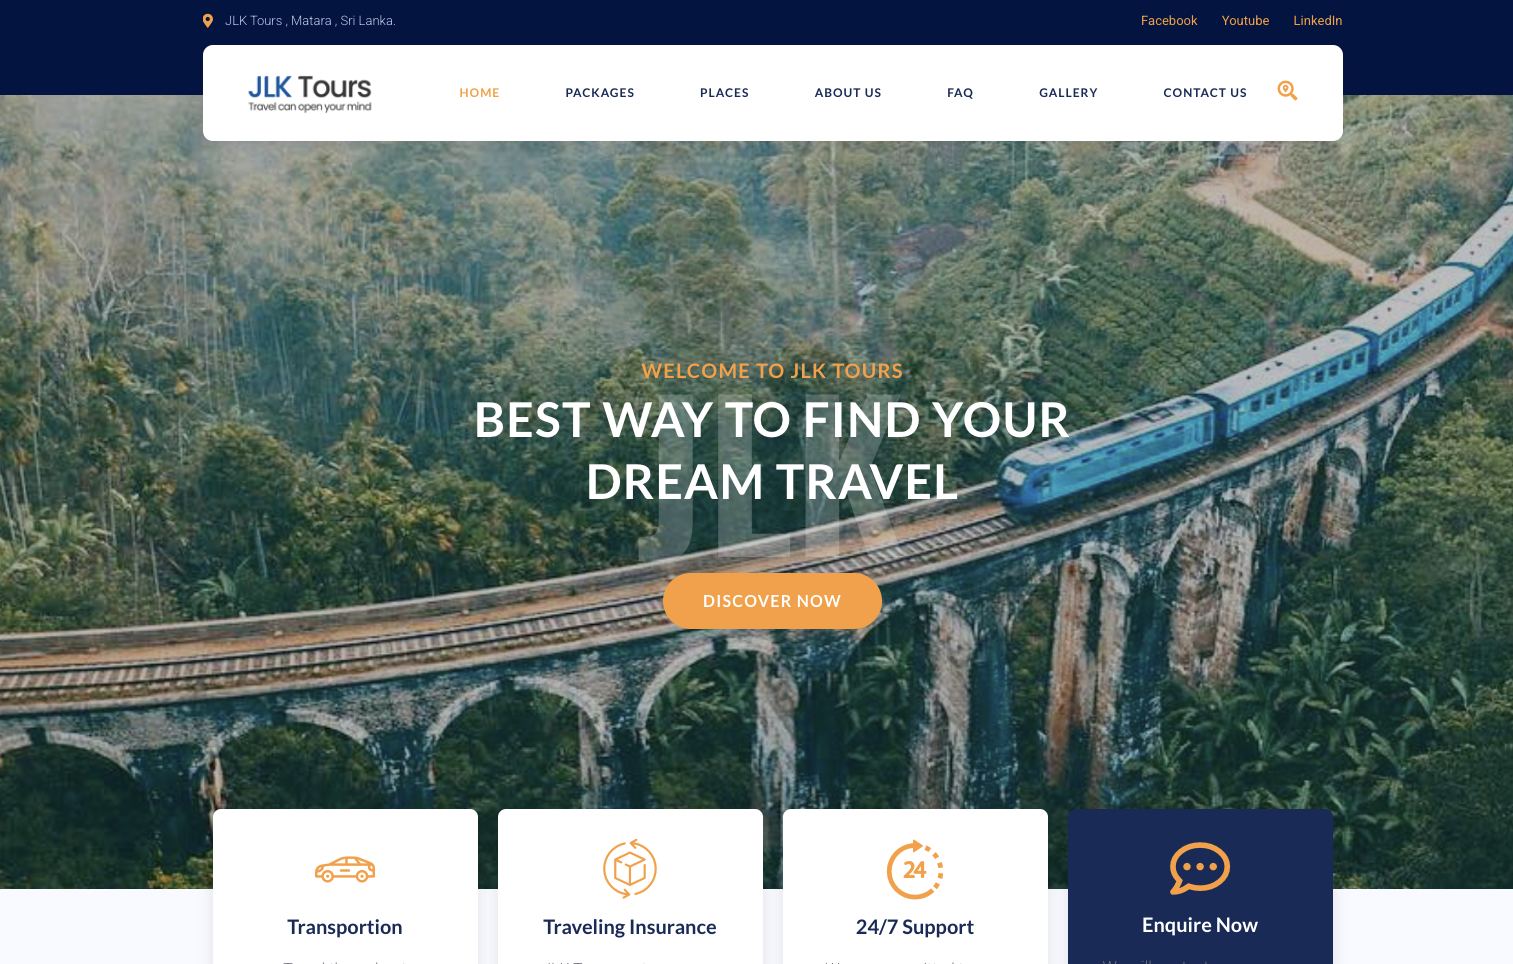 JLK Tours , Matara , Sri Lanka.
Facebook Youtube LinkedIn
JLK Tours
Travel can open your mind
HOME PACKAGES PLACES ABOUT US FAQ GALLERY CONTACT US
WELCOME TO JLK TOURS
BEST WAY TO FIND YOUR
DREAM TRAVEL
JLK
DISCOVER NOW
24
Transportion
Traveling Insurance
24/7 Support
Enquire Now